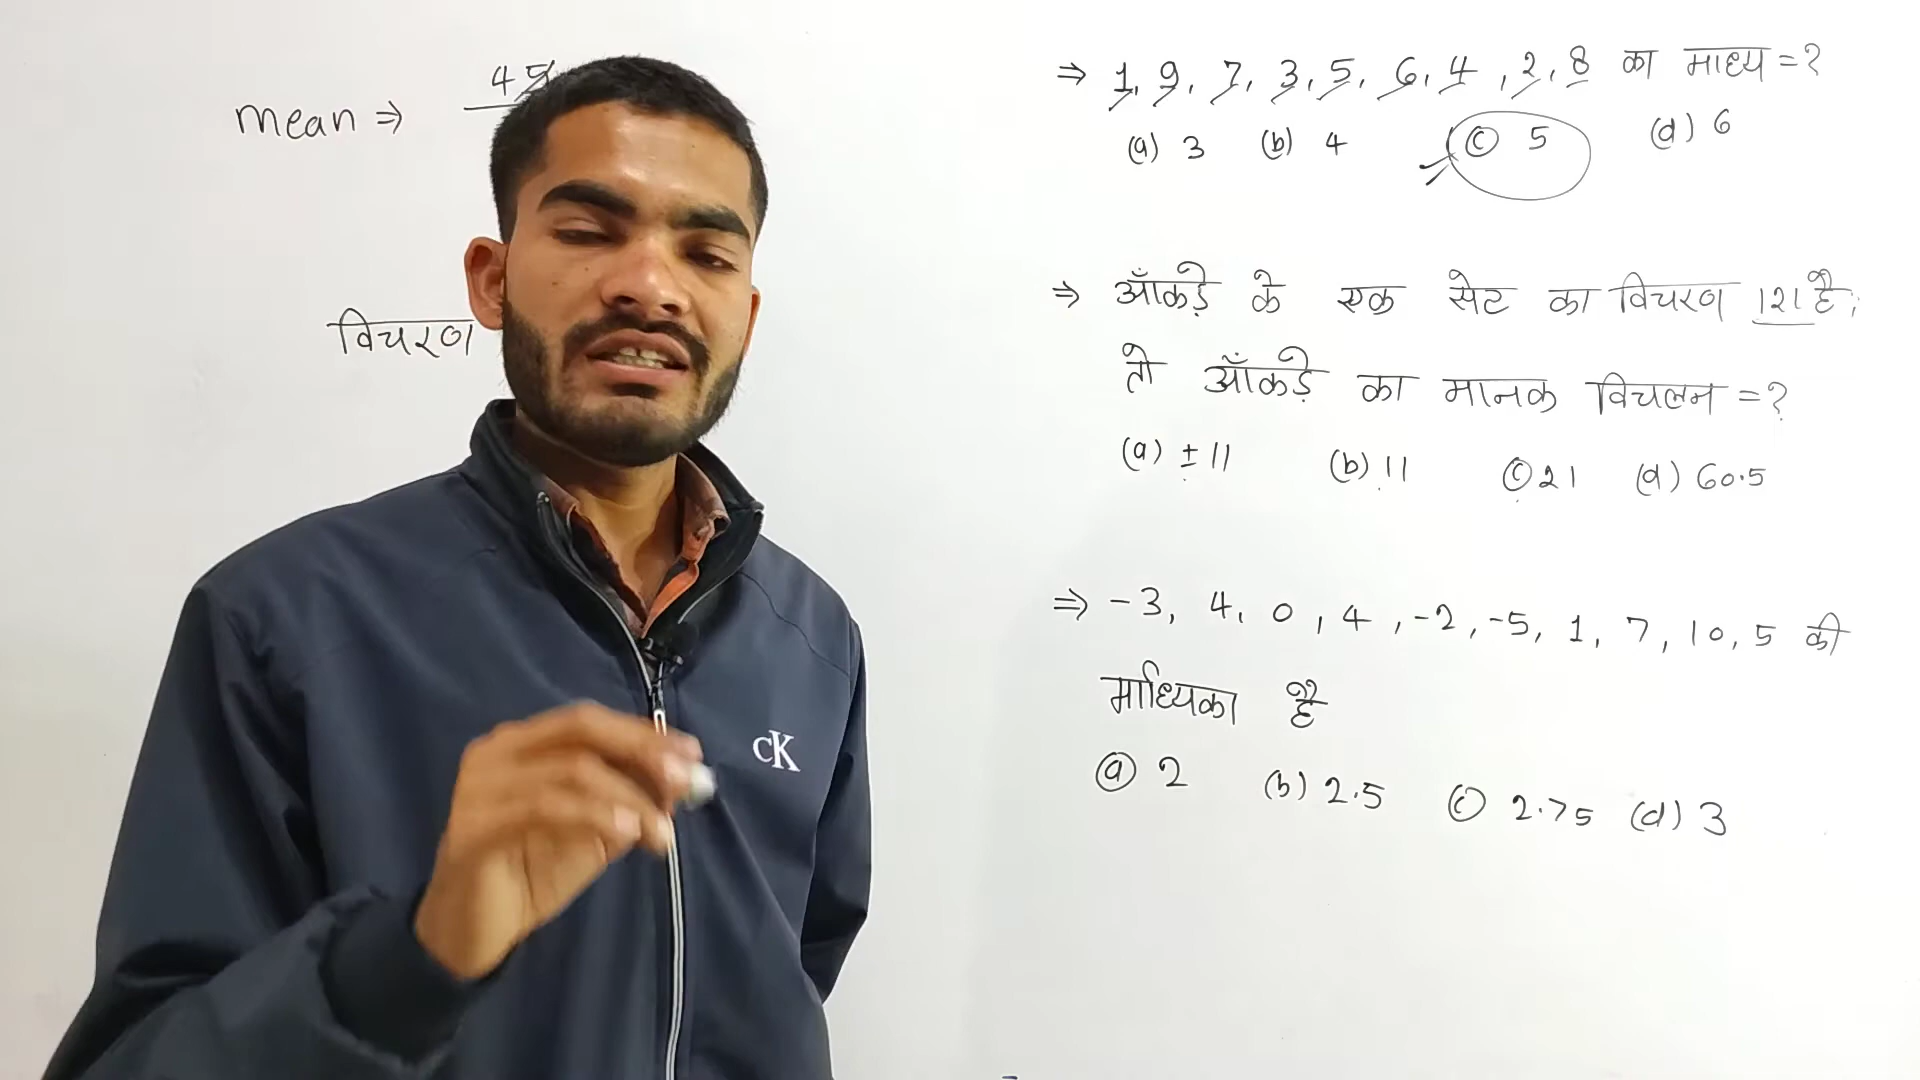 mean ⇒ 45
विचरण
⇒ 1, 9, 7, 3, 5, 6, 4, 2, 8 का माध्य = ?
(a) 3 (b) 4 (c) 5 (d) 6
⇒ आँकड़े के एक सेट का विचरण 121 है,
तो आँकड़े का मानक विचलन = ?
(a) ±11 (b) 11 (c) 21 (d) 60.5
⇒ -3, 4, 0, 4, -2, -5, 1, 7, 10, 5 की
माध्यिका है
(a) 2 (b) 2.5 (c) 2.75 (d) 3
cK